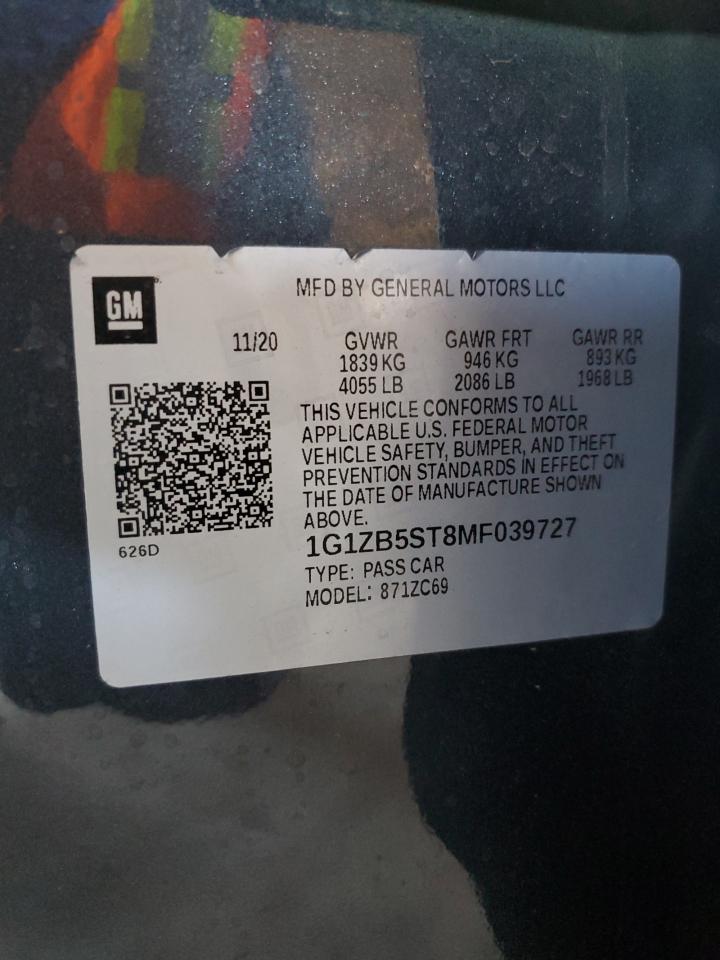 GM
MFD BY GENERAL MOTORS LLC
11/20 GVWR GAWR FRT GAWR RR
1839 KG 946 KG 893 KG
4055 LB 2086 LB 1968 LB
THIS VEHICLE CONFORMS TO ALL
APPLICABLE U.S. FEDERAL MOTOR
VEHICLE SAFETY, BUMPER, AND THEFT
PREVENTION STANDARDS IN EFFECT ON
THE DATE OF MANUFACTURE SHOWN
ABOVE.
626D
1G1ZB5ST8MF039727
TYPE: PASS CAR
MODEL: 871ZC69